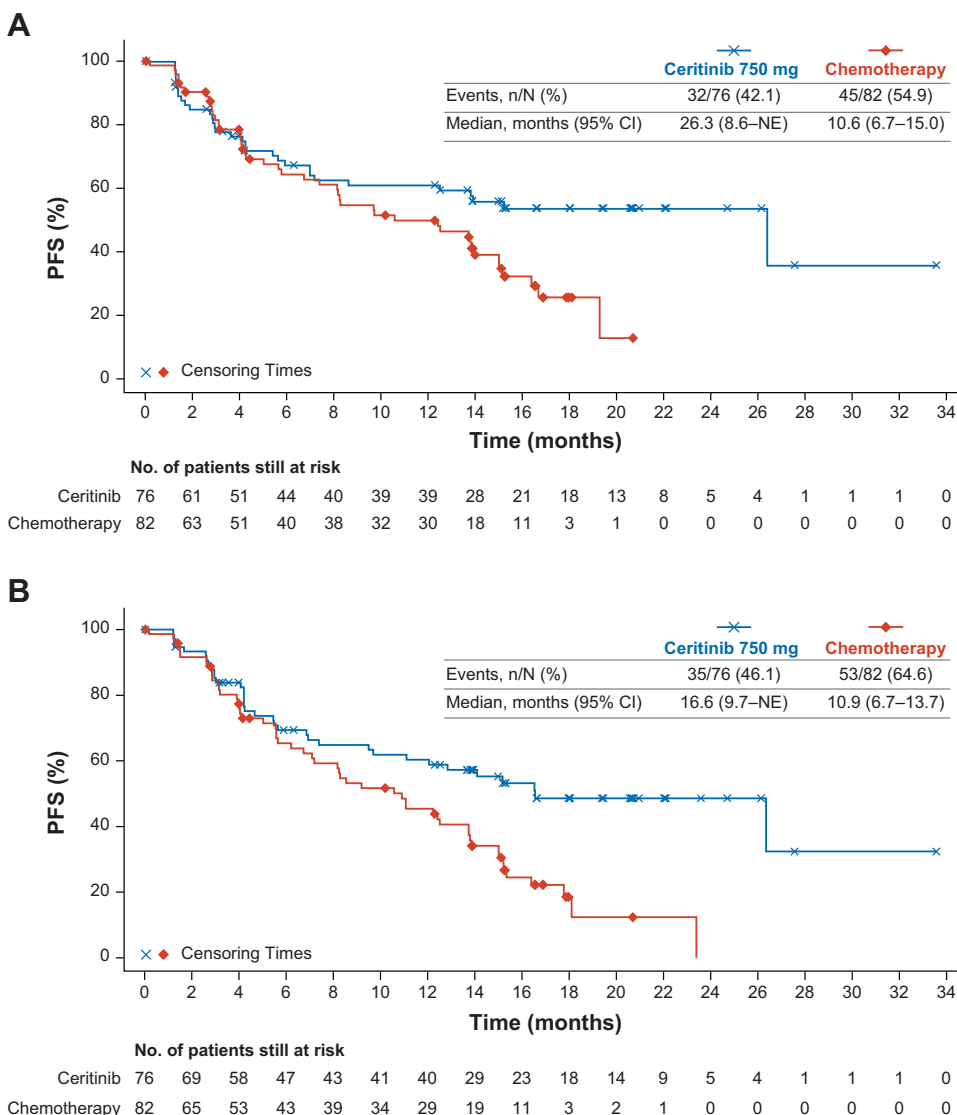 A
Ceritinib 750 mg Chemotherapy
Events, n/N (%) 32/76 (42.1) 45/82 (54.9)
Median, months (95% CI) 26.3 (8.6–NE) 10.6 (6.7–15.0)
PFS (%)
100
80
60
40
20
0
Censoring Times
0 2 4 6 8 10 12 14 16 18 20 22 24 26 28 30 32 34
Time (months)
No. of patients still at risk
Ceritinib 76 61 51 44 40 39 39 28 21 18 13 8 5 4 1 1 1 0
Chemotherapy 82 63 51 40 38 32 30 18 11 3 1 0 0 0 0 0 0 0
B
Ceritinib 750 mg Chemotherapy
Events, n/N (%) 35/76 (46.1) 53/82 (64.6)
Median, months (95% CI) 16.6 (9.7–NE) 10.9 (6.7–13.7)
PFS (%)
100
80
60
40
20
0
Censoring Times
0 2 4 6 8 10 12 14 16 18 20 22 24 26 28 30 32 34
Time (months)
No. of patients still at risk
Ceritinib 76 69 58 47 43 41 40 29 23 18 14 9 5 4 1 1 1 0
Chemotherapy 82 65 53 43 39 34 29 19 11 3 2 1 0 0 0 0 0 0